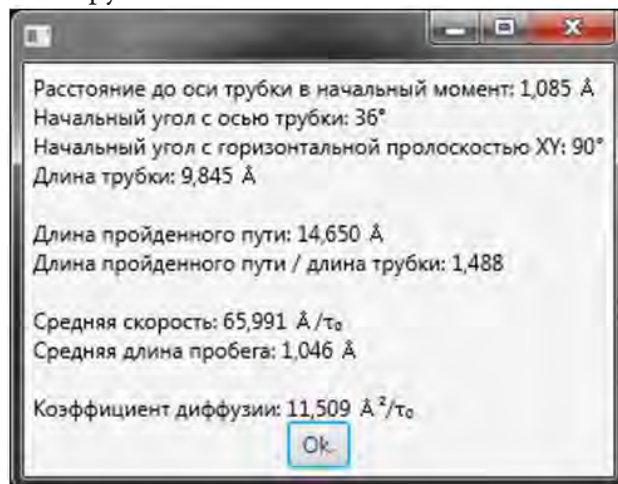 Расстояние до оси трубки в начальный момент: 1,085 Å
Начальный угол с осью трубки: 36°
Начальный угол с горизонтальной пролоскостью XY: 90°
Длина трубки: 9,845 Å
Длина пройденного пути: 14,650 Å
Длина пройденного пути / длина трубки: 1,488
Средняя скорость: 65,991 Å/τ₀
Средняя длина пробега: 1,046 Å
Коэффициент диффузии: 11,509 Å²/τ₀
Ok